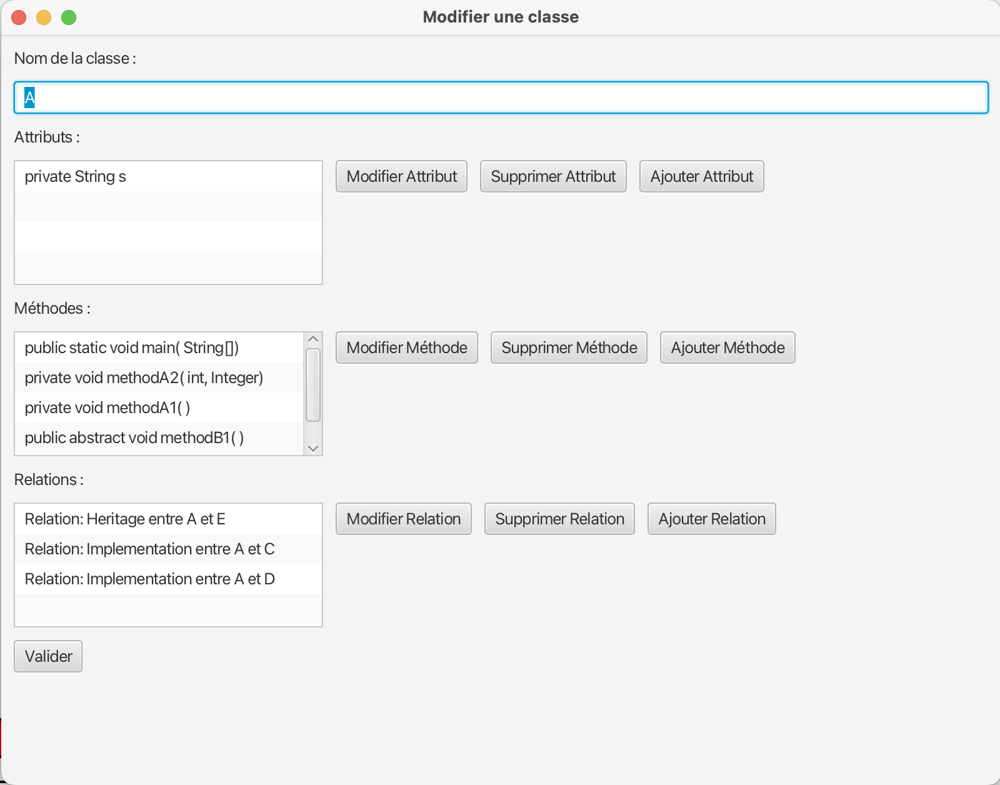 Modifier une classe
Nom de la classe :
A
Attributs :
private String s
Modifier Attribut
Supprimer Attribut
Ajouter Attribut
Méthodes :
public static void main( String[])
private void methodA2( int, Integer)
private void methodA1( )
public abstract void methodB1( )
Modifier Méthode
Supprimer Méthode
Ajouter Méthode
Relations :
Relation: Heritage entre A et E
Relation: Implementation entre A et C
Relation: Implementation entre A et D
Modifier Relation
Supprimer Relation
Ajouter Relation
Valider